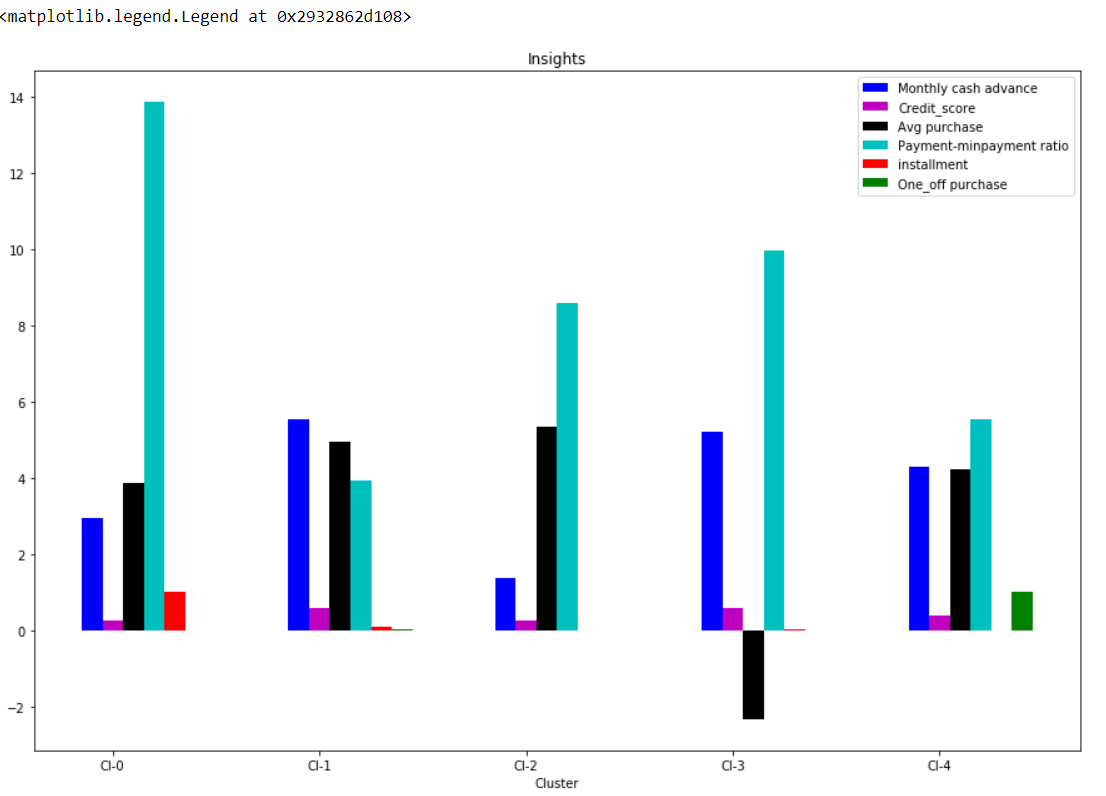 <matplotlib.legend.Legend at 0x2932862d108>
Insights
Monthly cash advance
Credit_score
Avg purchase
Payment-minpayment ratio
installment
One_off purchase
14
12
10
8
6
4
2
0
−2
Cl-0 Cl-1 Cl-2 Cl-3 Cl-4
Cluster